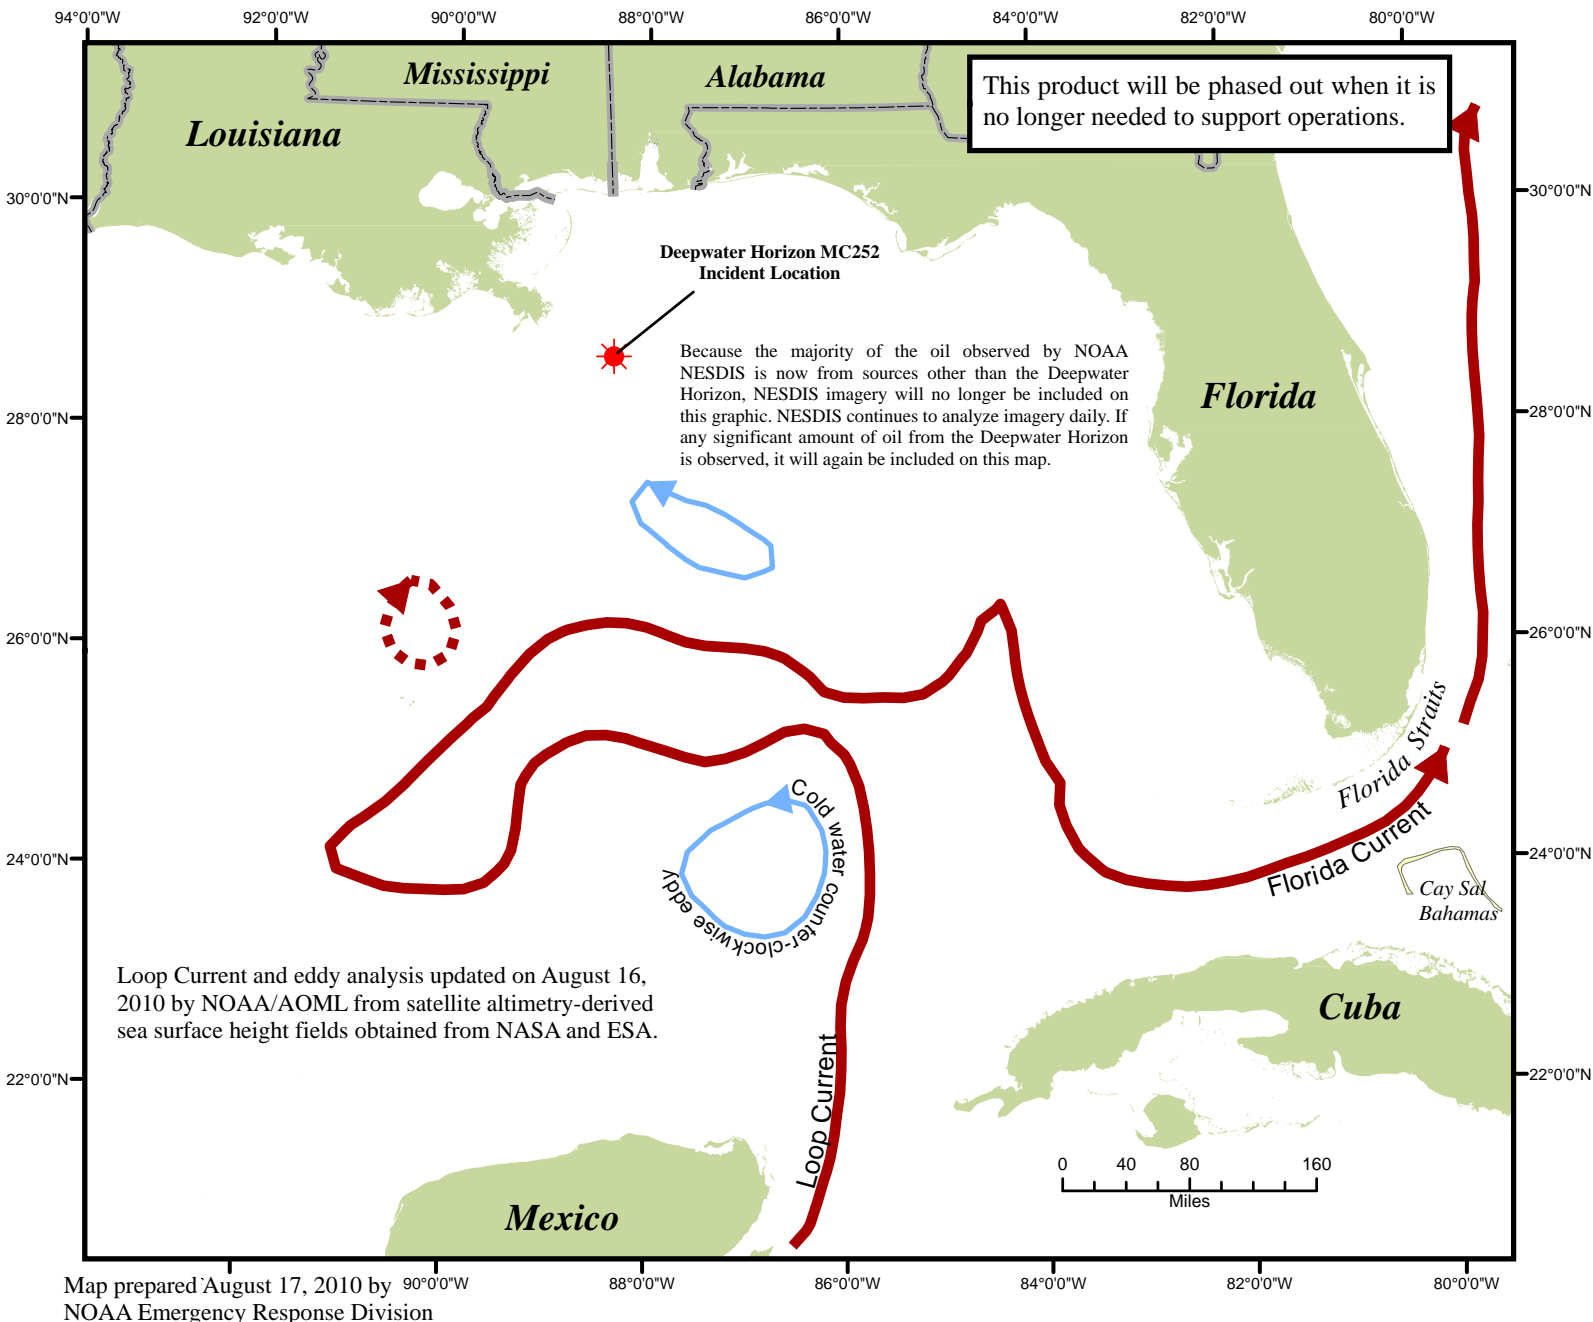 94°0'0"W 92°0'0"W 90°0'0"W 88°0'0"W 86°0'0"W 84°0'0"W 82°0'0"W 80°0'0"W
Mississippi
Alabama
Louisiana
This product will be phased out when it is
no longer needed to support operations.
30°0'0"N
30°0'0"N
Deepwater Horizon MC252
Incident Location
Because the majority of the oil observed by NOAA
NESDIS is now from sources other than the Deepwater
Horizon, NESDIS imagery will no longer be included on
this graphic. NESDIS continues to analyze imagery daily. If
any significant amount of oil from the Deepwater Horizon
is observed, it will again be included on this map.
Florida
28°0'0"N
28°0'0"N
26°0'0"N
26°0'0"N
Florida Straits
Florida Current
Cold water counter-clockwise eddy
24°0'0"N
24°0'0"N
Cay Sal
Bahamas
Loop Current and eddy analysis updated on August 16,
2010 by NOAA/AOML from satellite altimetry-derived
sea surface height fields obtained from NASA and ESA.
Cuba
Loop Current
22°0'0"N
22°0'0"N
0 40 80 160
Miles
Mexico
90°0'0"W 88°0'0"W 86°0'0"W 84°0'0"W 82°0'0"W 80°0'0"W
Map prepared August 17, 2010 by
NOAA Emergency Response Division